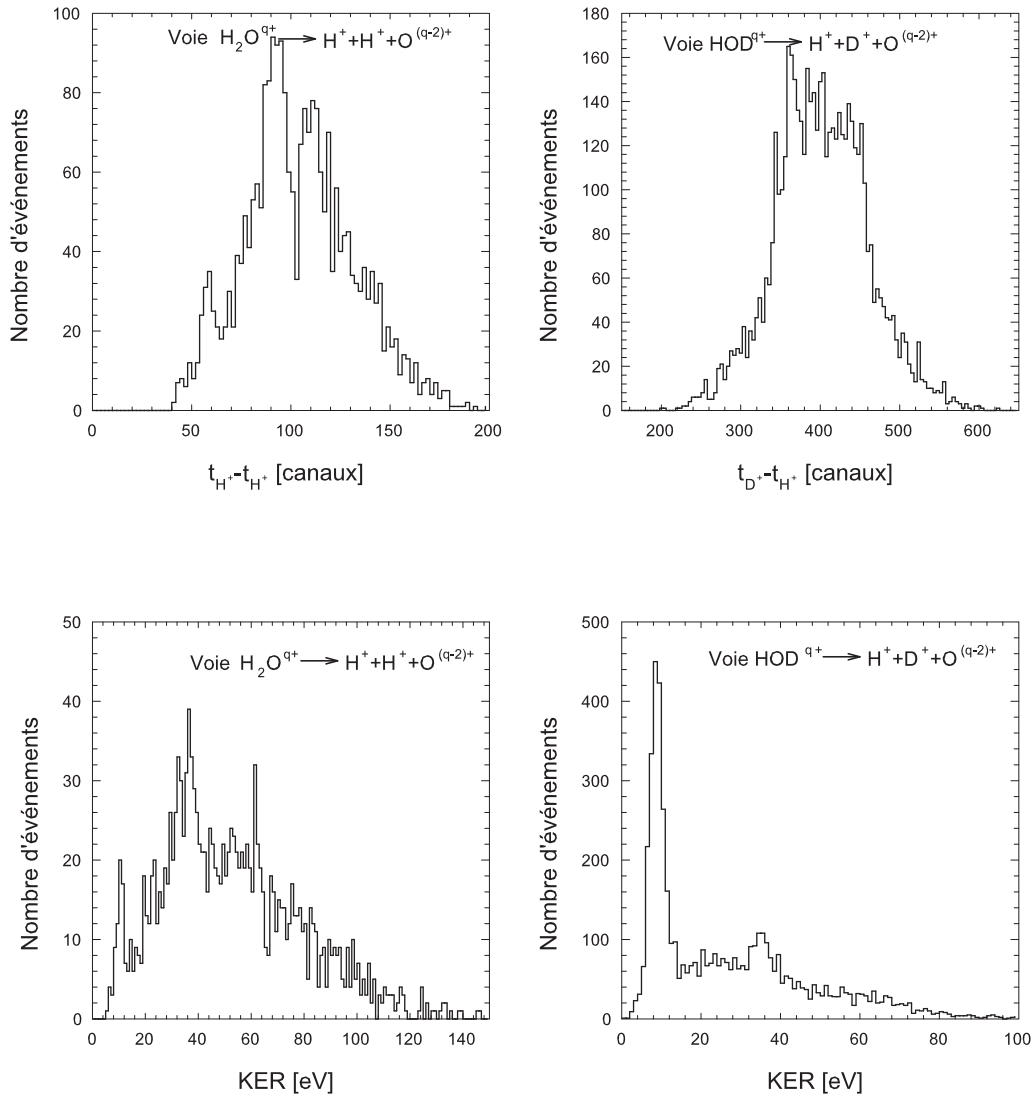 Voie H₂O^q+ → H⁺+H⁺+O^(q-2)+
Nombre d'événements
100
80
60
40
20
0
0 50 100 150 200
t_H⁺-t_H⁺ [canaux]
Voie HOD^q+ → H⁺+D⁺+O^(q-2)+
Nombre d'événements
180
160
140
120
100
80
60
40
20
0
200 300 400 500 600
t_D⁺-t_H⁺ [canaux]
Voie H₂O^q+ → H⁺+H⁺+O^(q-2)+
Nombre d'événements
50
40
30
20
10
0
0 20 40 60 80 100 120 140
KER [eV]
Voie HOD^q+ → H⁺+D⁺+O^(q-2)+
Nombre d'événements
500
400
300
200
100
0
0 20 40 60 80 100
KER [eV]